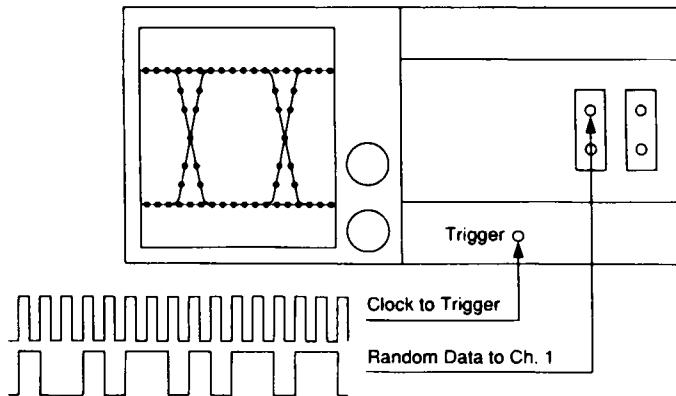 Trigger
Clock to Trigger
Random Data to Ch. 1